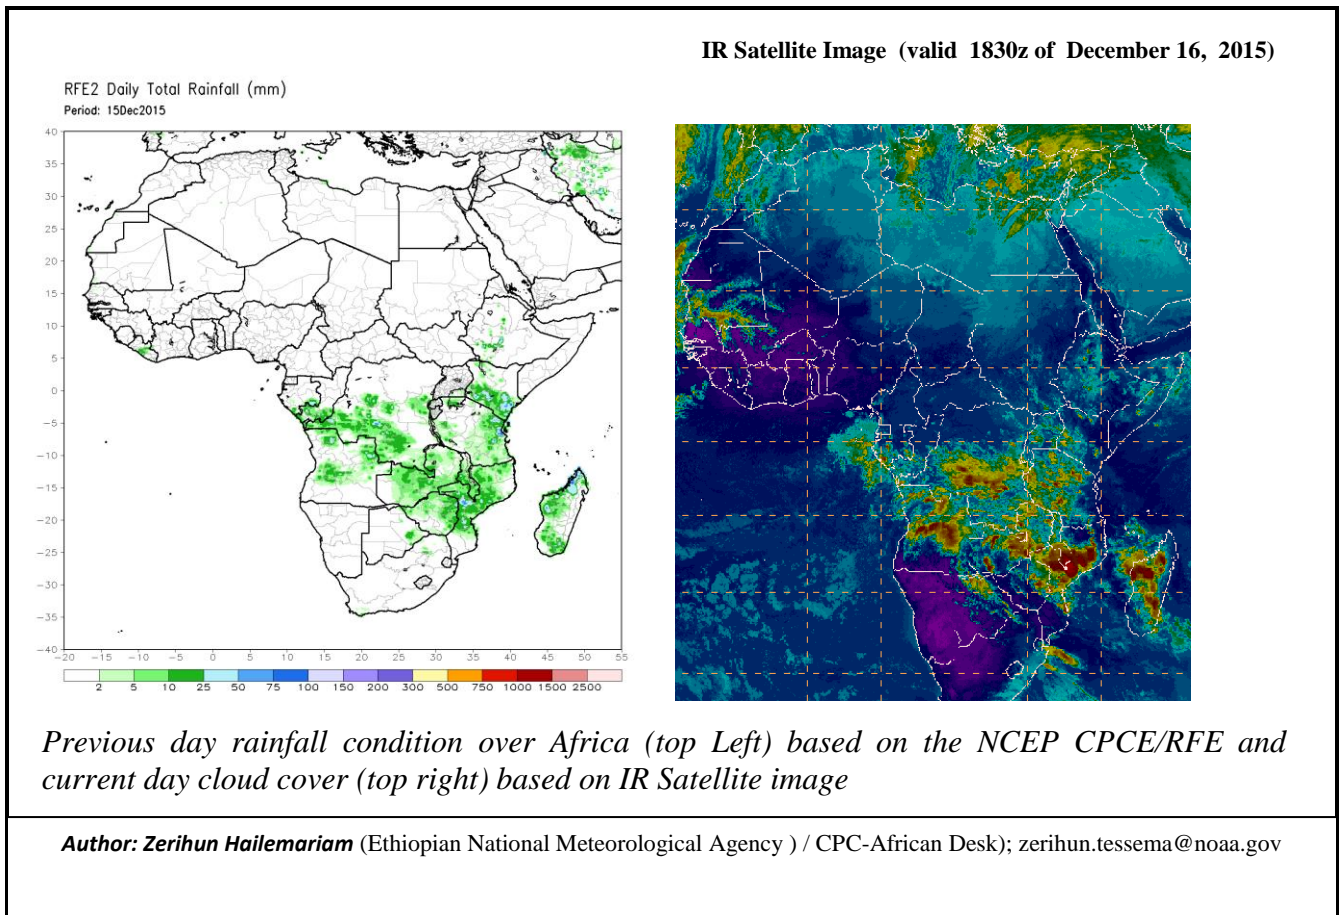 IR Satellite Image (valid 1830z of December 16, 2015)
RFE2 Daily Total Rainfall (mm)
Period: 15Dec2015
40
35
30
25
20
15
10
5
0
−5
−10
−15
−20
−25
−30
−35
−40
−20 −15 −10 −5 0 5 10 15 20 25 30 35 40 45 50 55
2 5 10 25 50 75 100 150 200 300 500 750 1000 1500 2500
Previous day rainfall condition over Africa (top Left) based on the NCEP CPCE/RFE and
current day cloud cover (top right) based on IR Satellite image
Author: Zerihun Hailemariam (Ethiopian National Meteorological Agency ) / CPC-African Desk); zerihun.tessema@noaa.gov